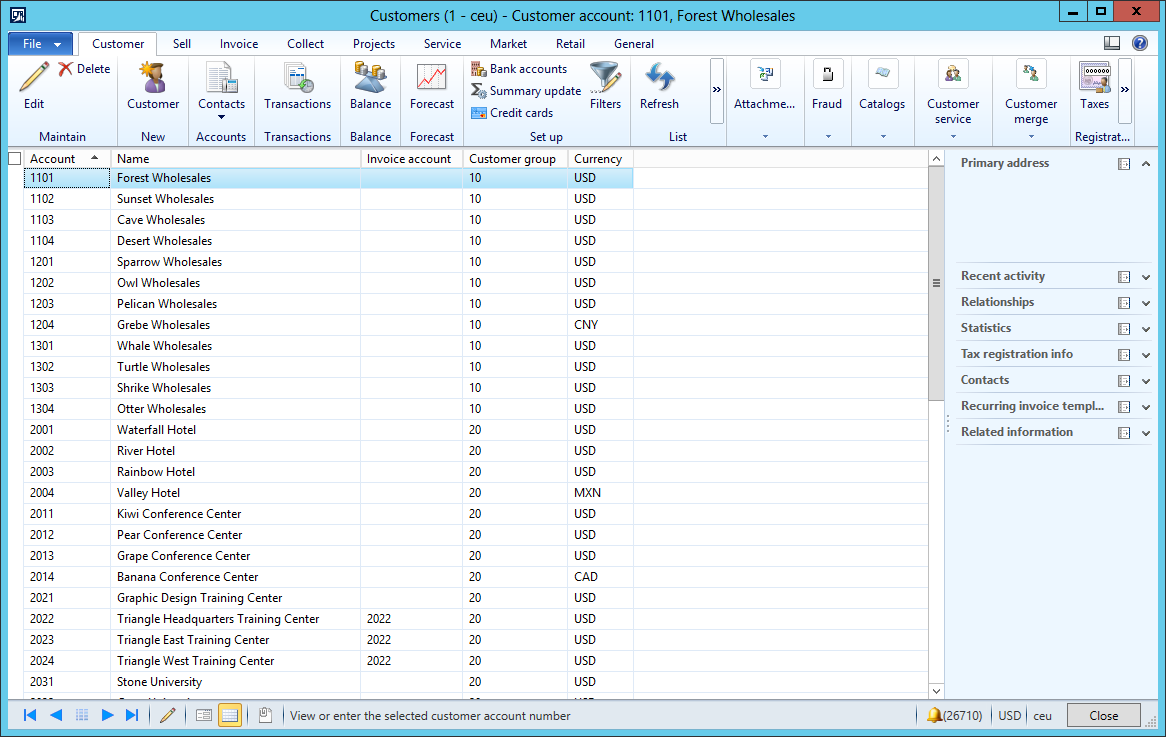 Customers (1 - ceu) - Customer account: 1101, Forest Wholesales
File Customer Sell Invoice Collect Projects Service Market Retail General
Edit
Delete
Maintain
Customer
New
Contacts
Accounts
Transactions
Transactions
Balance
Balance
Forecast
Forecast
Bank accounts
Summary update
Credit cards
Filters
Set up
Refresh
List
Attachme...
Fraud
Catalogs
Customer
service
Customer
merge
Taxes
Registrat...
Account Name Invoice account Customer group Currency
1101 Forest Wholesales 10 USD
1102 Sunset Wholesales 10 USD
1103 Cave Wholesales 10 USD
1104 Desert Wholesales 10 USD
1201 Sparrow Wholesales 10 USD
1202 Owl Wholesales 10 USD
1203 Pelican Wholesales 10 USD
1204 Grebe Wholesales 10 CNY
1301 Whale Wholesales 10 USD
1302 Turtle Wholesales 10 USD
1303 Shrike Wholesales 10 USD
1304 Otter Wholesales 10 USD
2001 Waterfall Hotel 20 USD
2002 River Hotel 20 USD
2003 Rainbow Hotel 20 USD
2004 Valley Hotel 20 MXN
2011 Kiwi Conference Center 20 USD
2012 Pear Conference Center 20 USD
2013 Grape Conference Center 20 USD
2014 Banana Conference Center 20 CAD
2021 Graphic Design Training Center 20 USD
2022 Triangle Headquarters Training Center 2022 20 USD
2023 Triangle East Training Center 2022 20 USD
2024 Triangle West Training Center 2022 20 USD
2031 Stone University 20 USD
Primary address
Recent activity
Relationships
Statistics
Tax registration info
Contacts
Recurring invoice templ...
Related information
View or enter the selected customer account number
(26710) USD ceu Close